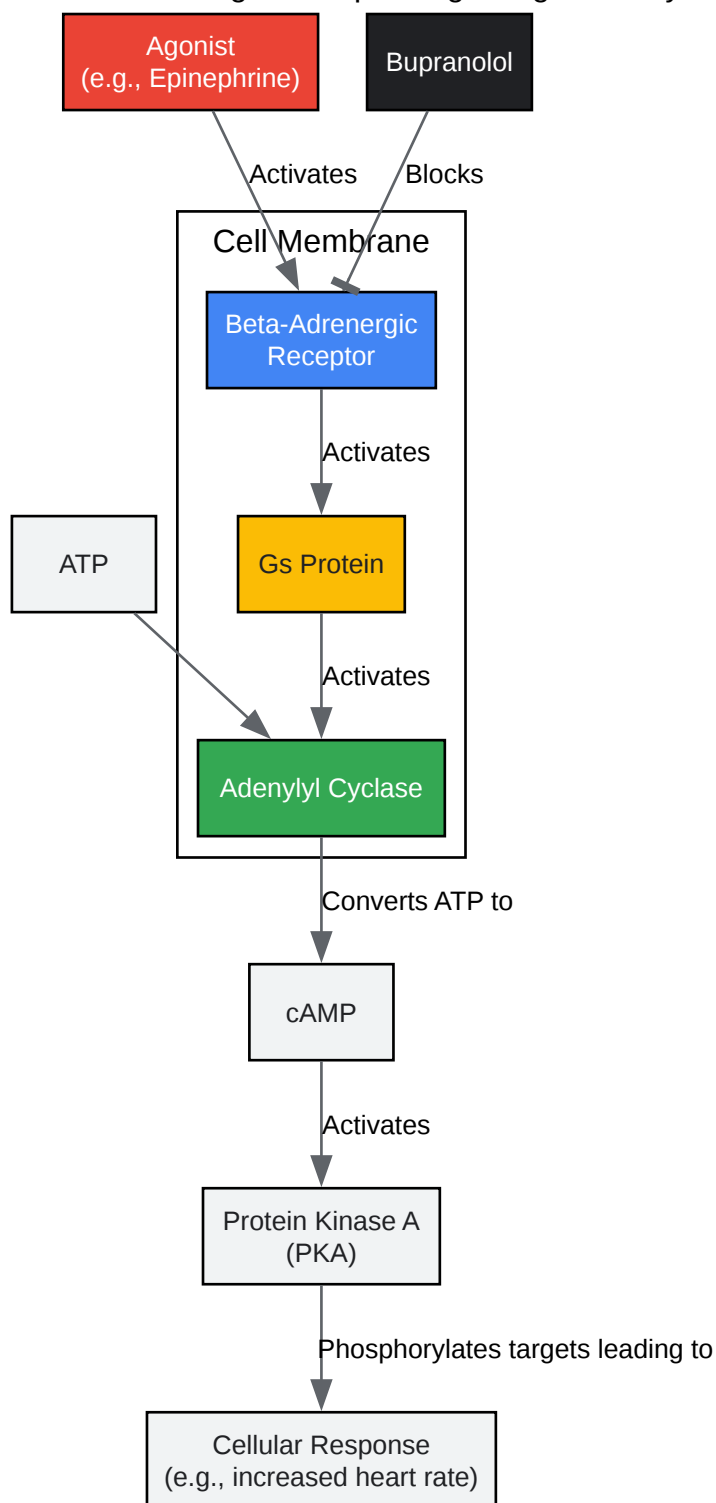 Agonist
(e.g., Epinephrine)
Bupranolol
Activates
Blocks
Cell Membrane
Beta-Adrenergic
Receptor
Activates
ATP
Gs Protein
Activates
Adenylyl Cyclase
Converts ATP to
cAMP
Activates
Protein Kinase A
(PKA)
Phosphorylates targets leading to
Cellular Response
(e.g., increased heart rate)